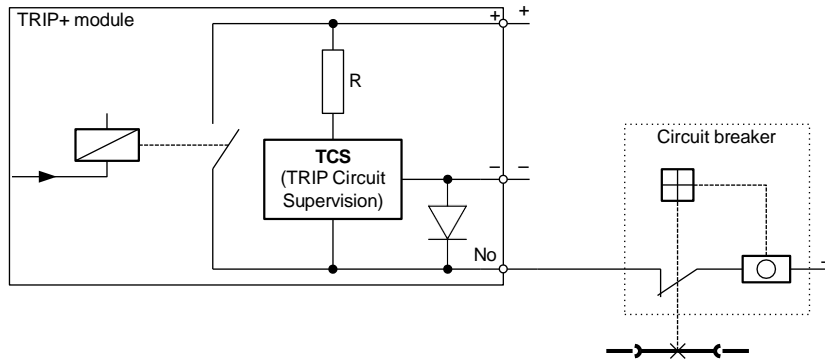 TRIP+ module
+ +
R
TCS
(TRIP Circuit
Supervision)
– –
No
Circuit breaker
–